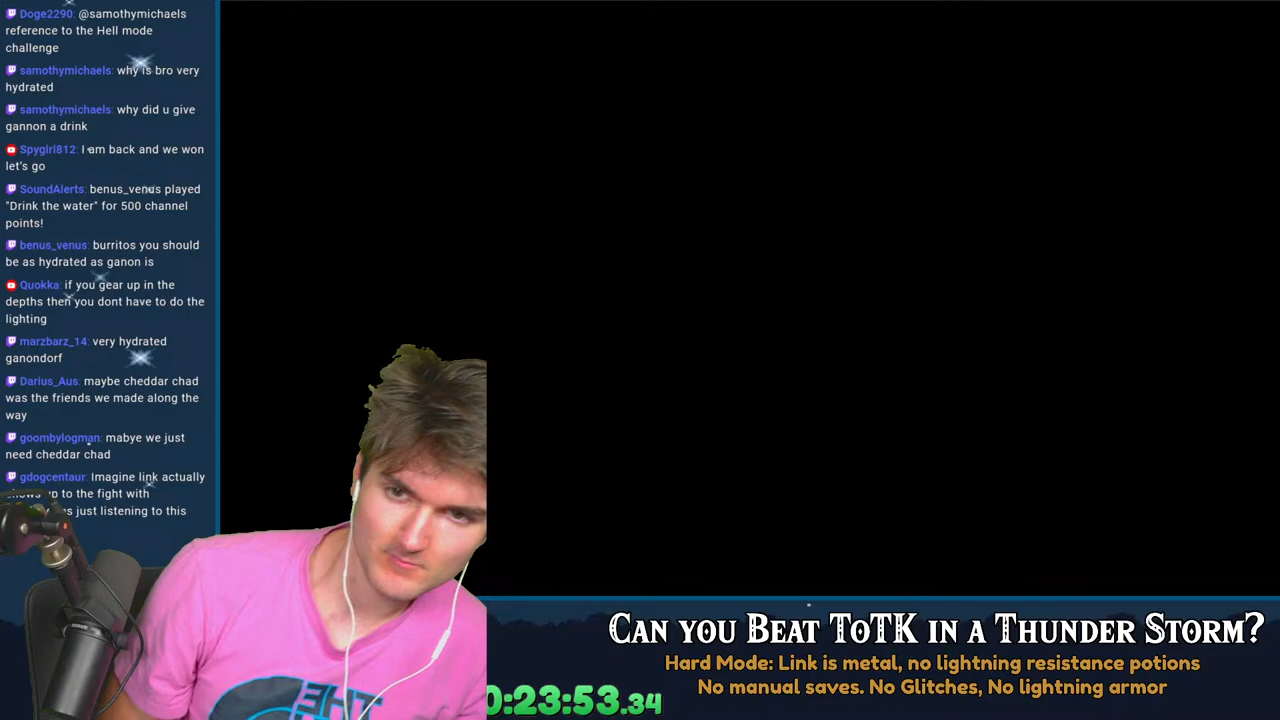 Doge2290: @samothymichaels
reference to the Hell mode
challenge
samothymichaels: why is bro very
hydrated
samothymichaels: why did u give
gannon a drink
Spygirl812: I am back and we won
let's go
SoundAlerts: benus_venus played
"Drink the water" for 500 channel
points!
benus_venus: burritos you should
be as hydrated as ganon is
Quokka: if you gear up in the
depths then you dont have to do the
lighting
marzbarz_14: very hydrated
ganondorf
Darius_Aus: maybe cheddar chad
was the friends we made along the
way
goombylogman: mabye we just
need cheddar chad
gdogcentaur: Imagine link actually
up to the fight with
just listening to this
Can you Beat ToTK in a Thunder Storm?
Hard Mode: Link is metal, no lightning resistance potions
No manual saves. No Glitches, No lightning armor
0:23:53.34
THE